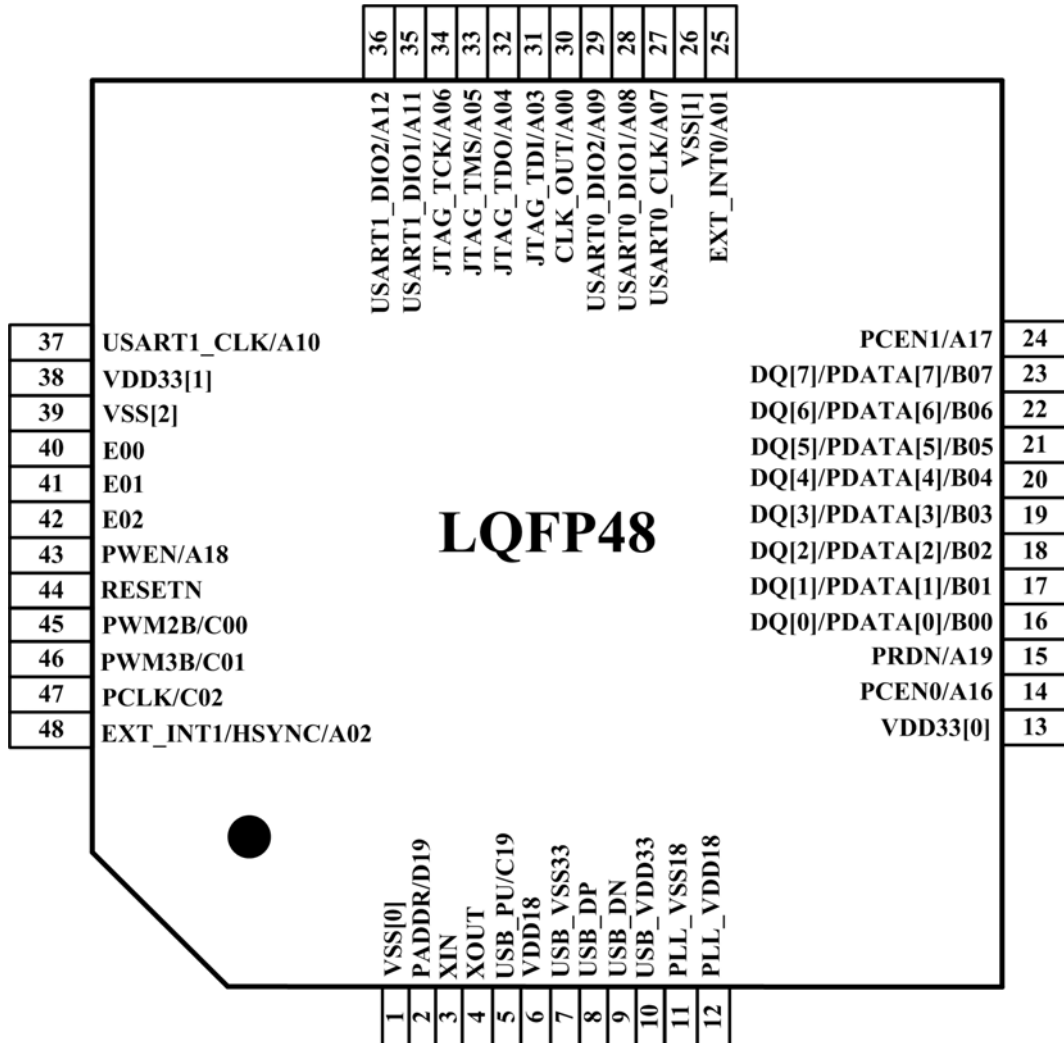 36 35 34 33 32 31 30 29 28 27 26 25
USART1_DIO2/A12
USART1_DIO1/A11
JTAG_TCK/A06
JTAG_TMS/A05
JTAG_TDO/A04
JTAG_TDI/A03
CLK_OUT/A00
USART0_DIO2/A09
USART0_DIO1/A08
USART0_CLK/A07
VSS[1]
EXT_INT0/A01
37 USART1_CLK/A10
38 VDD33[1]
39 VSS[2]
40 E00
41 E01
42 E02
43 PWEN/A18
44 RESETN
45 PWM2B/C00
46 PWM3B/C01
47 PCLK/C02
48 EXT_INT1/HSYNC/A02
LQFP48
PCEN1/A17 24
DQ[7]/PDATA[7]/B07 23
DQ[6]/PDATA[6]/B06 22
DQ[5]/PDATA[5]/B05 21
DQ[4]/PDATA[4]/B04 20
DQ[3]/PDATA[3]/B03 19
DQ[2]/PDATA[2]/B02 18
DQ[1]/PDATA[1]/B01 17
DQ[0]/PDATA[0]/B00 16
PRDN/A19 15
PCEN0/A16 14
VDD33[0] 13
VSS[0]
PADDR/D19
XIN
XOUT
USB_PU/C19
VDD18
USB_VSS33
USB_DP
USB_DN
USB_VDD33
PLL_VSS18
PLL_VDD18
1 2 3 4 5 6 7 8 9 10 11 12